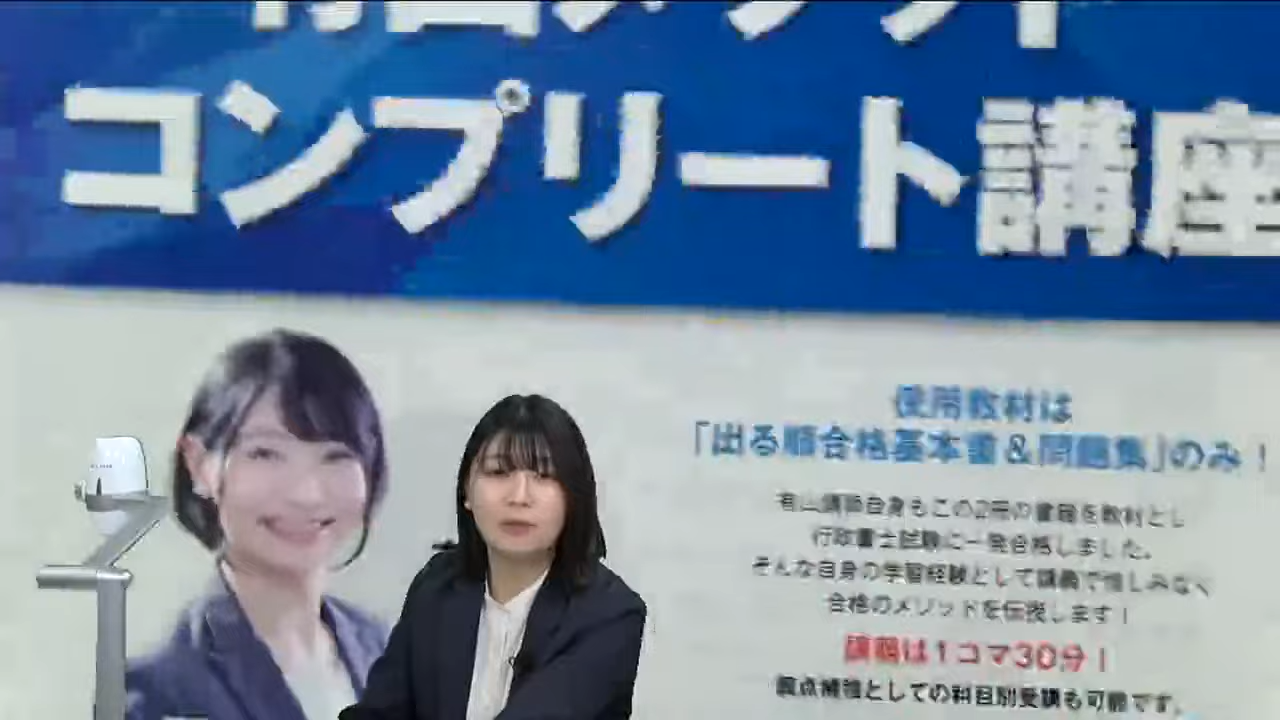 コンプリート講座
使用教材は
「出る順合格基本書＆問題集」のみ！
有山講師自身もこの2冊の書籍を教材とし
行政書士試験に一発合格しました。
そんな自身の学習経験として講義で惜しみなく
合格のメソッドを伝授します！
講義は1コマ30分！
弱点補強としての科目別受講も可能です。